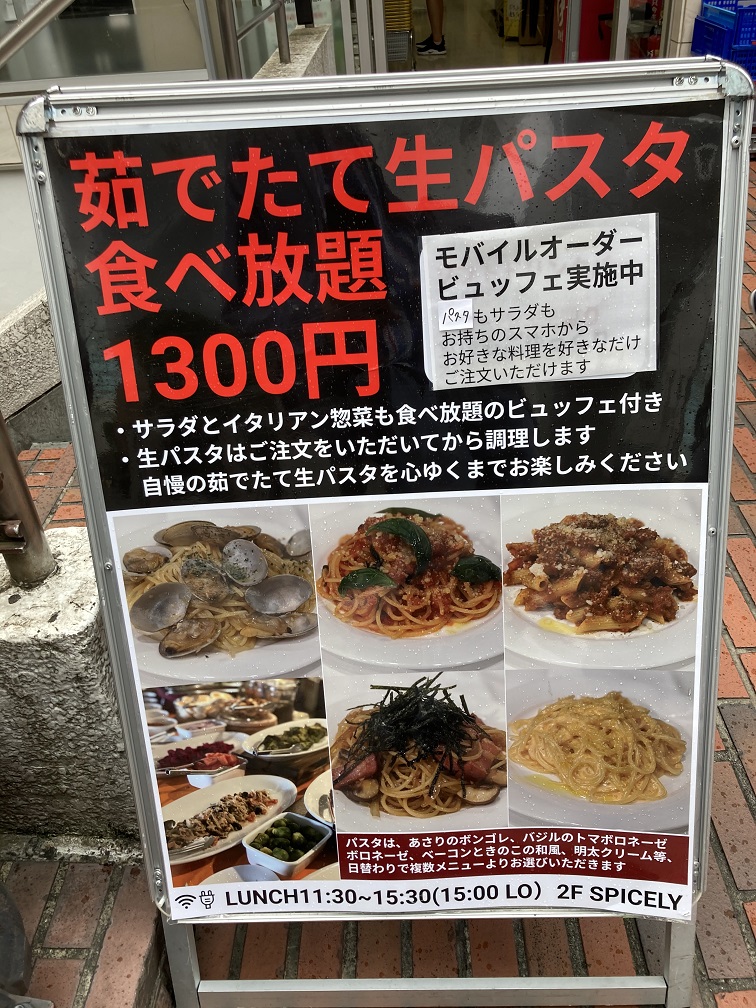 茹でたて生パスタ
食べ放題
1300円
モバイルオーダー
ビュッフェ実施中
パスタもサラダも
お持ちのスマホから
お好きな料理を好きなだけ
ご注文いただけます
・サラダとイタリアン惣菜も食べ放題のビュッフェ付き
・生パスタはご注文をいただいてから調理します
自慢の茹でたて生パスタを心ゆくまでお楽しみください
パスタは、あさりのボンゴレ、バジルのトマボロネーゼ
ボロネーゼ、ベーコンときのこの和風、明太クリーム等、
日替わりで複数メニューよりお選びいただきます
LUNCH11:30~15:30(15:00 LO） 2F SPICELY